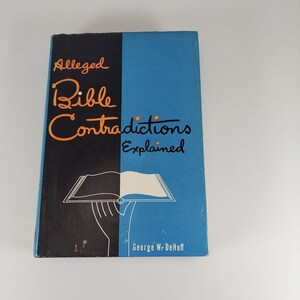 Alleged
Bible
Contradictions
Explained
George W. DeHoff